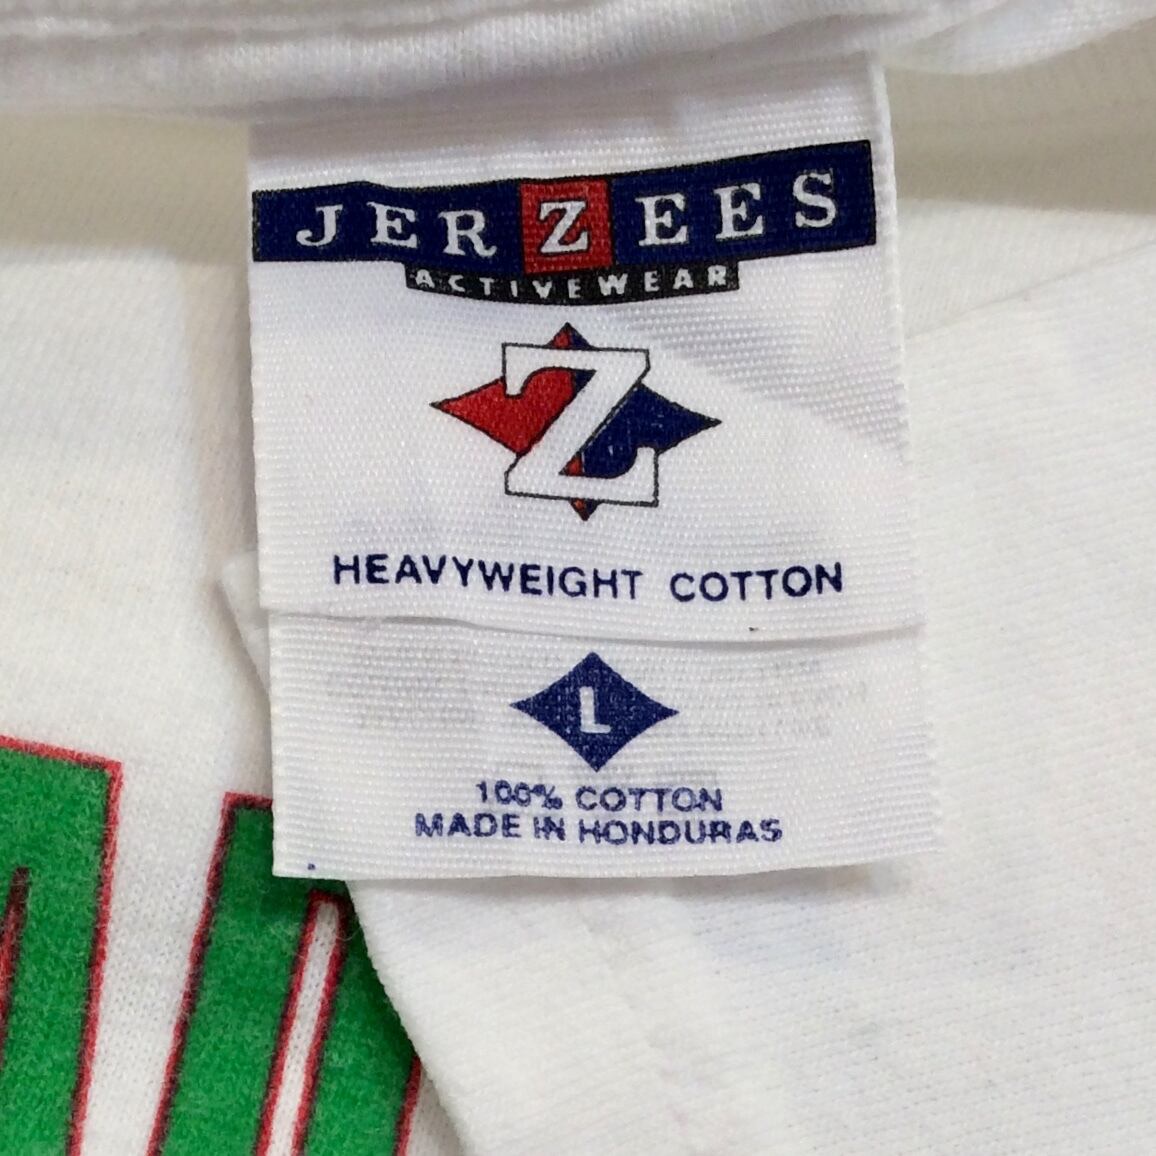 JERZEES
ACTIVEWEAR
Z
HEAVYWEIGHT COTTON
L
100% COTTON
MADE IN HONDURAS